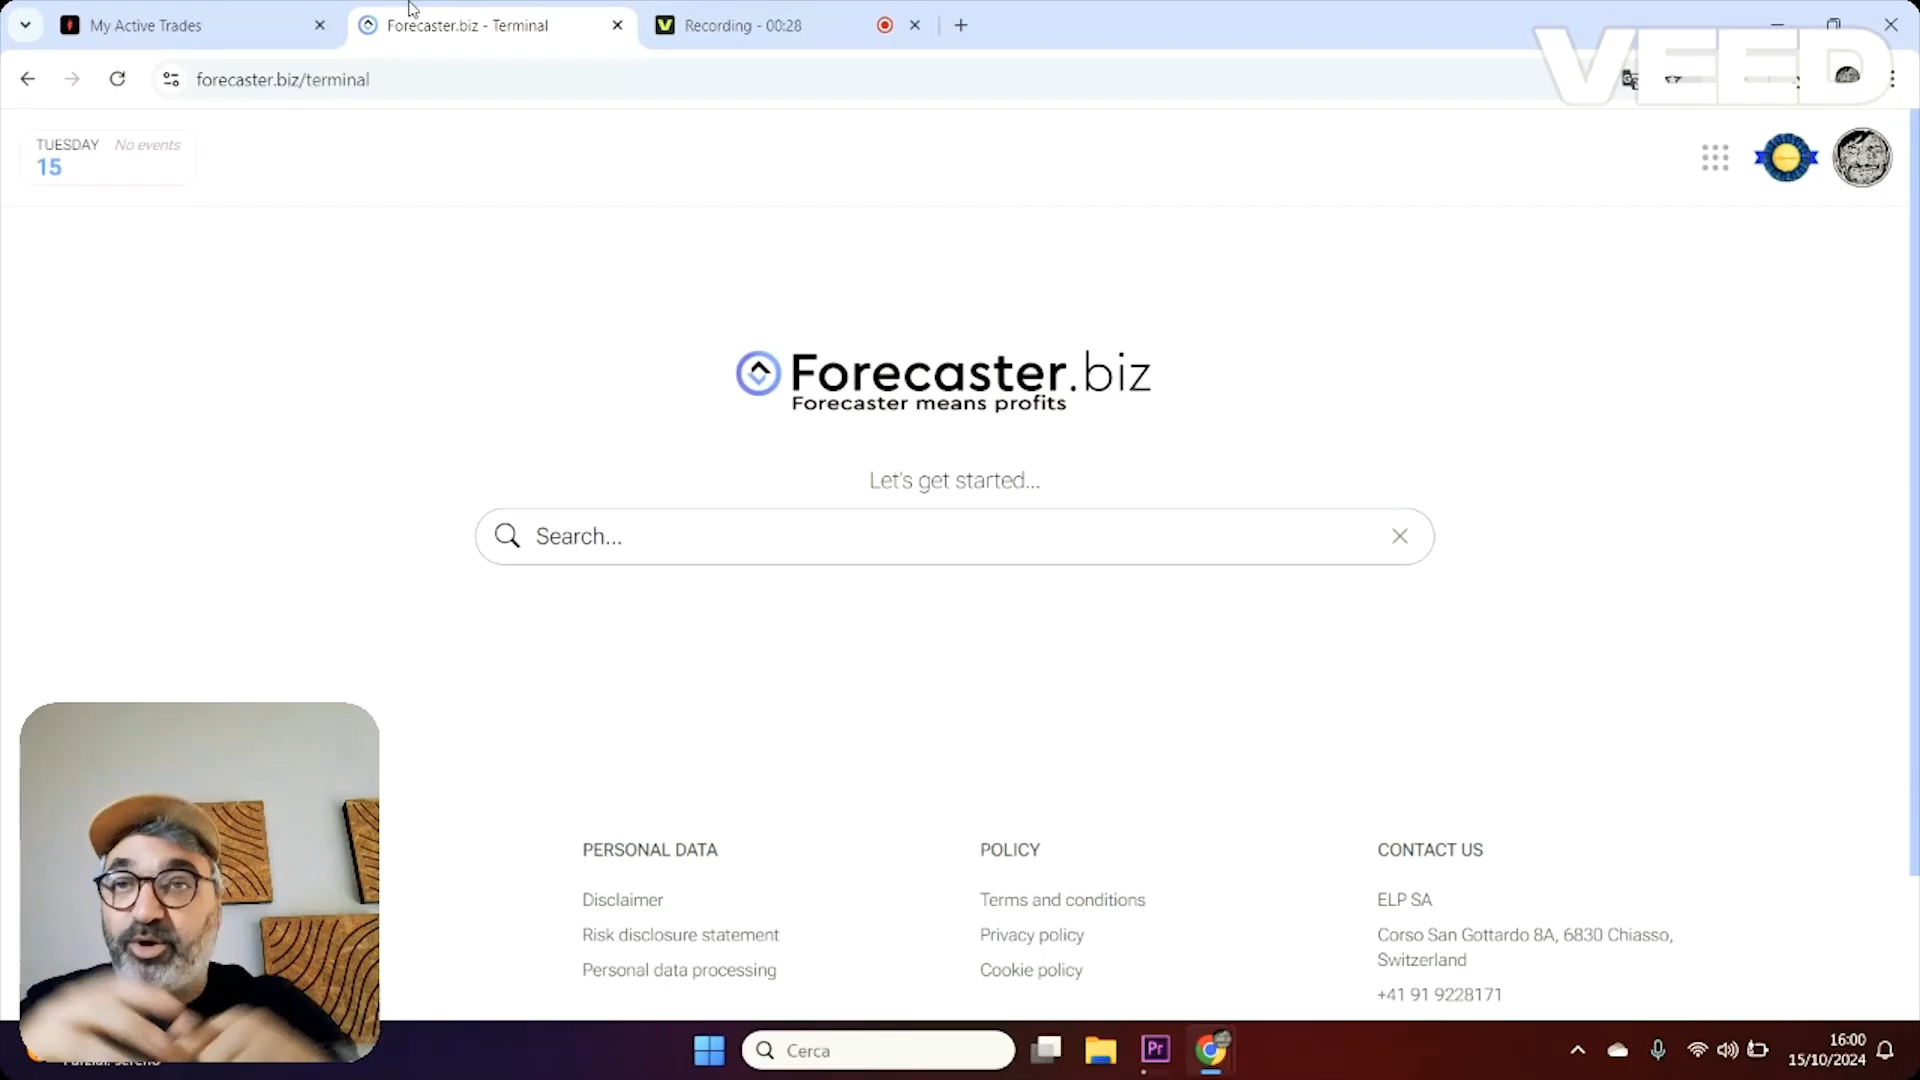 My Active Trades
Forecaster.biz - Terminal
Recording - 00:28
VEED
forecaster.biz/terminal
TUESDAY No events
15
Forecaster.biz
Forecaster means profits
Let's get started...
Search...
PERSONAL DATA
Disclaimer
Risk disclosure statement
Personal data processing
POLICY
Terms and conditions
Privacy policy
Cookie policy
CONTACT US
ELP SA
Corso San Gottardo 8A, 6830 Chiasso,
Switzerland
+41 91 9228171
Cerca
Pr
16:00
15/10/2024